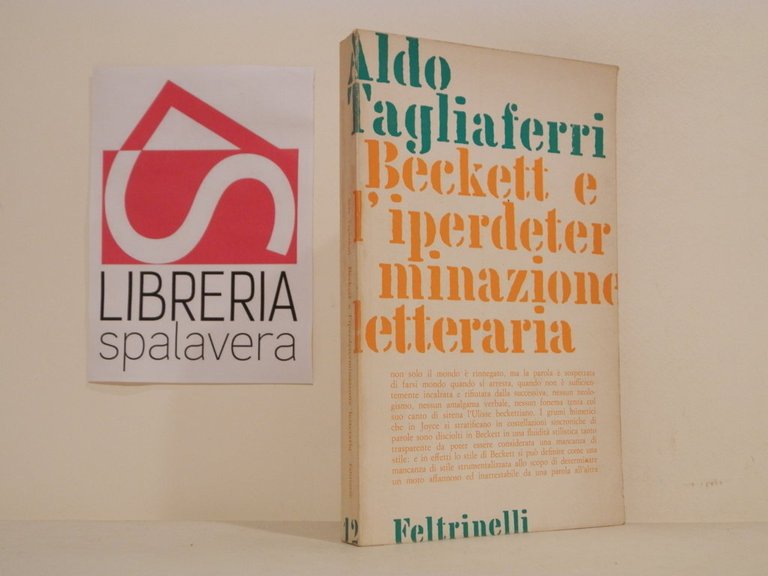 LIBRERIA
spalavera
Aldo
Tagliaferri
Beckett e
l'iperdeter
minazione
letteraria
non solo il mondo è rinnegato, ma la parola è sospettata
di farsi mondo quando si arresta, quando non è sufficien-
temente incalzata e rifiutata dalla successiva; nessun neolo-
gismo, nessun amalgama verbale, nessun fonema tenta col
suo canto di sirena l'Ulisse beckettiano. I grumi
che in Joyce si stratificano in costellazioni sincroniche di
parole sono disciolti in Beckett in una fluidità stilistica tanto
trasparente da poter essere considerata una mancanza di
stile: e in effetti lo stile di Beckett si può definire come una
mancanza di stile strumentalizzata allo scopo di determinare
un moto affannoso ed inarrestabile da una parola all'altra
12
Feltrinelli